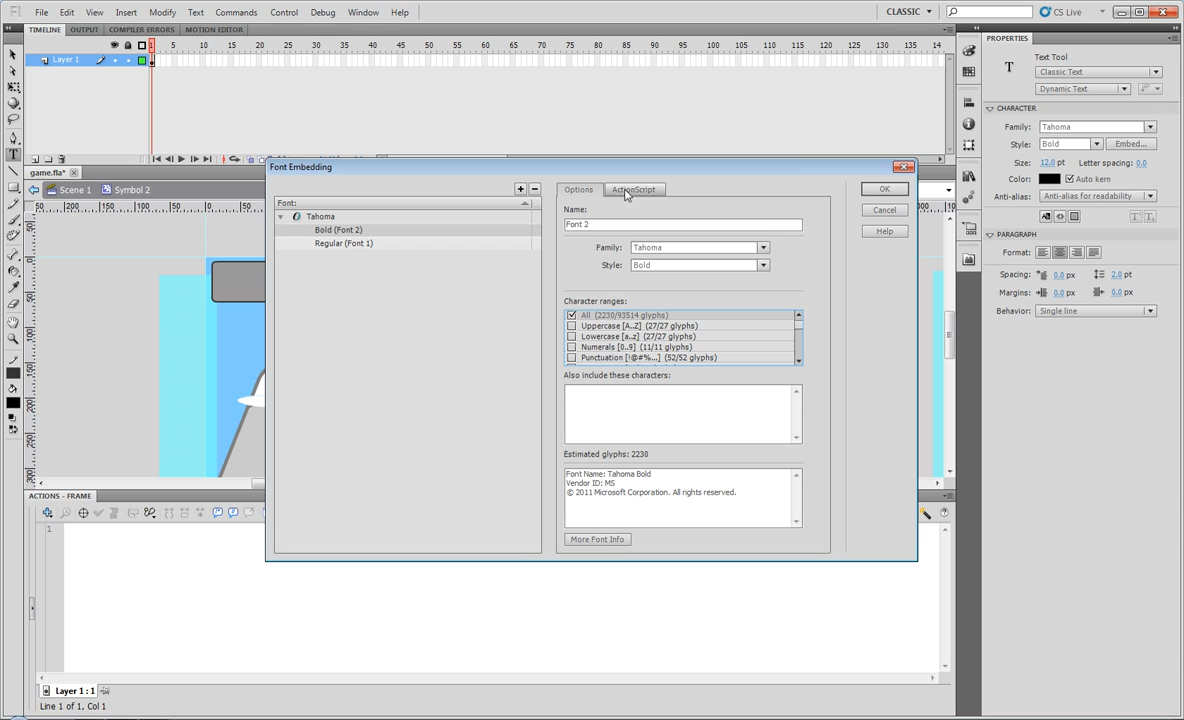 Fl File Edit View Insert Modify Text Commands Control Debug Window Help CLASSIC CS Live
TIMELINE OUTPUT COMPILER ERRORS MOTION EDITOR
1 5 10 15 20 25 30 35 40 45 50 55 60 65 70 75 80 85 90 95 100 105 110 115 120 125 130 135 14
Layer 1
game.fla*
Scene 1 Symbol 2
50 200 150 100 50 0 50
Font Embedding
Font:
Tahoma
Bold (Font 2)
Regular (Font 1)
Options ActionScript
Name:
Font 2
Family: Tahoma
Style: Bold
Character ranges:
All (2230/93514 glyphs)
Uppercase [A..Z] (27/27 glyphs)
Lowercase [a..z] (27/27 glyphs)
Numerals [0..9] (11/11 glyphs)
Punctuation [!@#%...] (52/52 glyphs)
Also include these characters:
Estimated glyphs: 2230
Font Name: Tahoma Bold
Vendor ID: MS
© 2011 Microsoft Corporation. All rights reserved.
More Font Info
OK
Cancel
Help
PROPERTIES
T Text Tool
Classic Text
Dynamic Text
CHARACTER
Family: Tahoma
Style: Bold Embed...
Size: 12.0 pt Letter spacing: 0.0
Color: Auto kern
Anti-alias: Anti-alias for readability
PARAGRAPH
Format:
Spacing: 0.0 px 2.0 pt
Margins: 0.0 px 0.0 px
Behavior: Single line
ACTIONS - FRAME
1
Layer 1 : 1
Line 1 of 1, Col 1